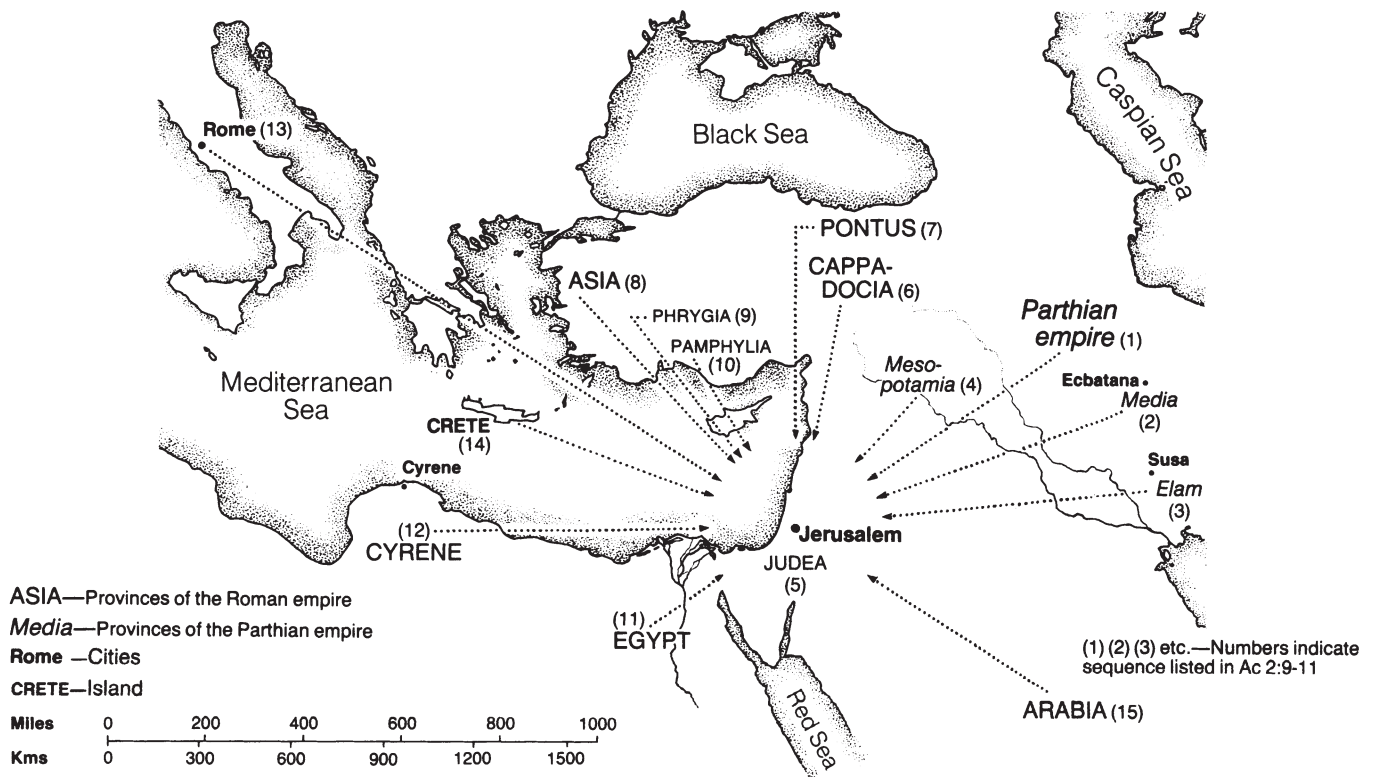 Caspian Sea
Rome (13)
Black Sea
PONTUS (7)
CAPPA-
DOCIA (6)
ASIA (8)
PHRYGIA (9)
PAMPHYLIA
(10)
Parthian
empire (1)
Meso-
potamia (4)
Ecbatana
Media
(2)
Mediterranean
Sea
CRETE
(14)
Cyrene
Susa
Elam
(3)
(12)
CYRENE
Jerusalem
JUDEA
(5)
(11)
EGYPT
Red Sea
ARABIA (15)
ASIA—Provinces of the Roman empire
Media—Provinces of the Parthian empire
Rome —Cities
CRETE—Island
(1) (2) (3) etc.—Numbers indicate
sequence listed in Ac 2:9-11
Miles 0 200 400 600 800 1000
Kms 0 300 600 900 1200 1500